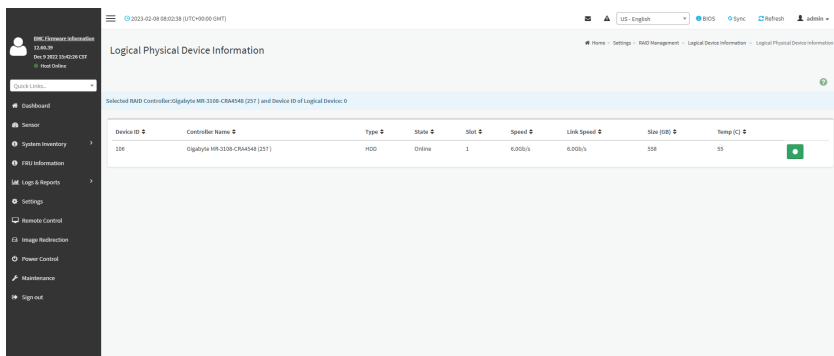 2023-02-08 08:02:38 (UTC+00:00 GMT)
US - English
BIOS
Sync
Refresh
admin
BMC Firmware Information
12.60.39
Dec 9 2022 15:42:26 CST
Host Online
Quick Links...
Dashboard
Sensor
System Inventory
FRU Information
Logs & Reports
Settings
Remote Control
Image Redirection
Power Control
Maintenance
Sign out
Logical Physical Device Information
Home - Settings - RAID Management - Logical Device Information - Logical Physical Device Information
Selected RAID Controller:Gigabyte MR-3108-CRA4548 (257 ) and Device ID of Logical Device: 0
Device ID Controller Name Type State Slot Speed Link Speed Size (GB) Temp (C)
106 Gigabyte MR-3108-CRA4548 (257 ) HDD Online 1 6.0Gb/s 6.0Gb/s 558 55